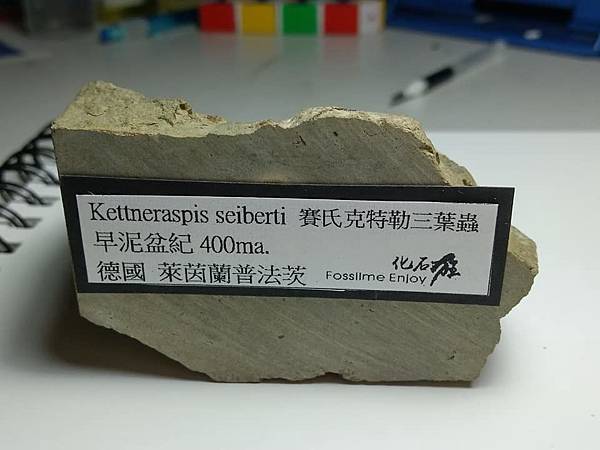 Kettneraspis seiberti 賽氏克特勒三葉蟲
早泥盆紀 400ma.
德國 萊茵蘭普法茨
化石
Fossilme Enjoy